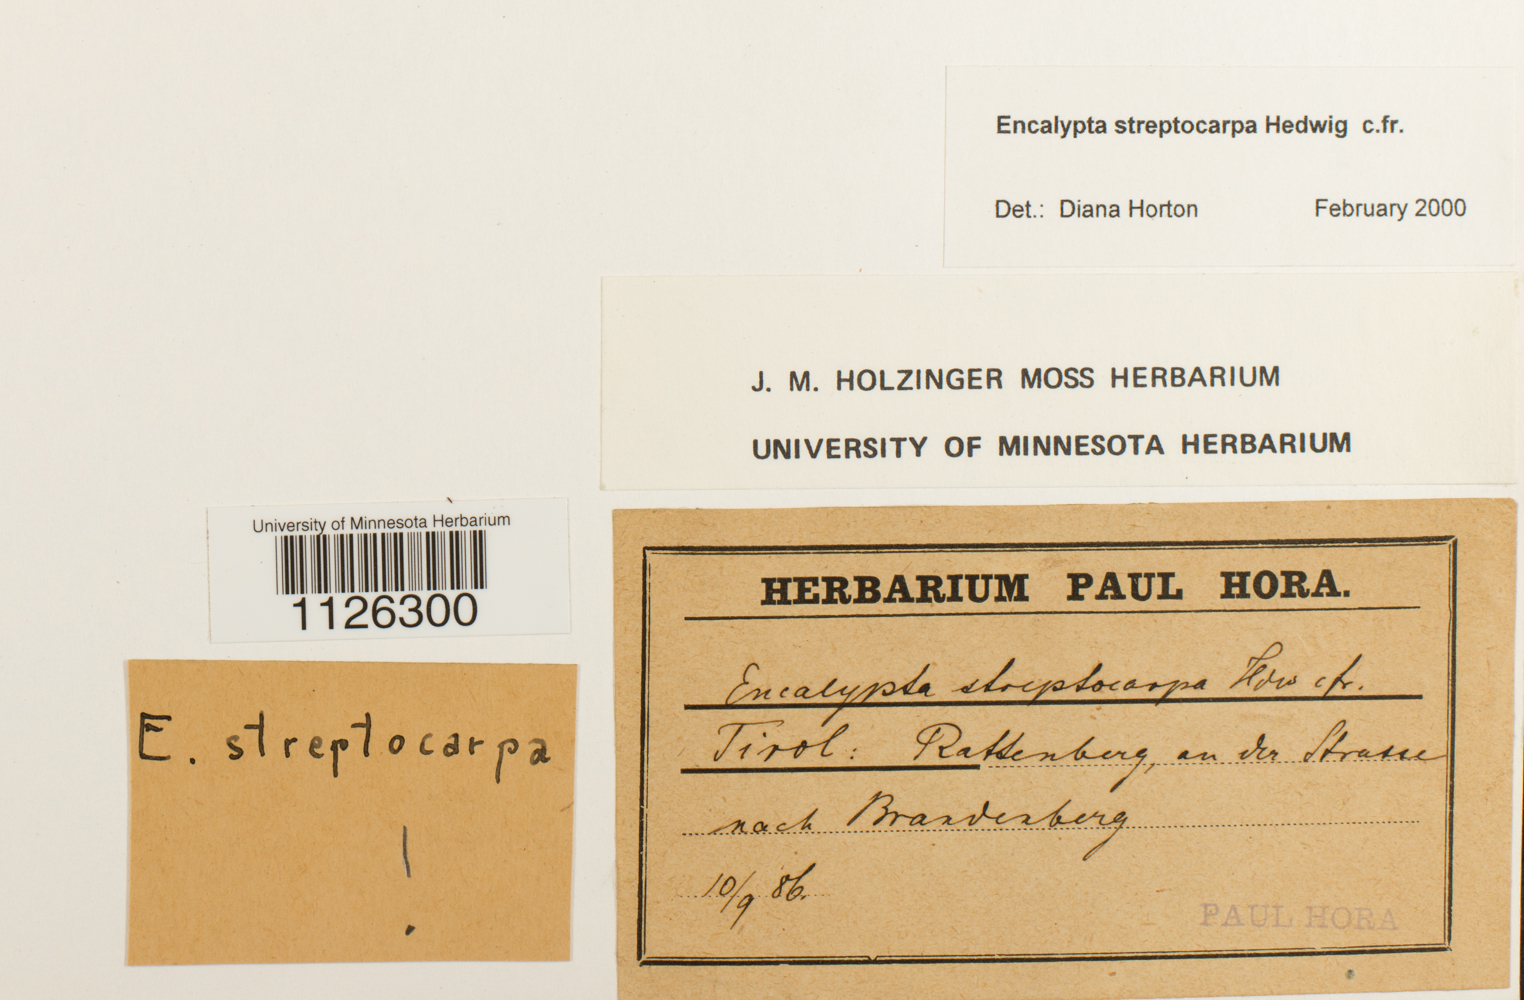 Encalypta streptocarpa Hedwig c.fr.
Det.: Diana Horton February 2000
J. M. HOLZINGER MOSS HERBARIUM
UNIVERSITY OF MINNESOTA HERBARIUM
University of Minnesota Herbarium
1126300
E. streptocarpa
!
HERBARIUM PAUL HORA.
Encalypta streptocarpa Hdw cfr.
Tirol: Rattenberg, an der Strasse
nach Brandenberg
10/9 86.
PAUL HORA